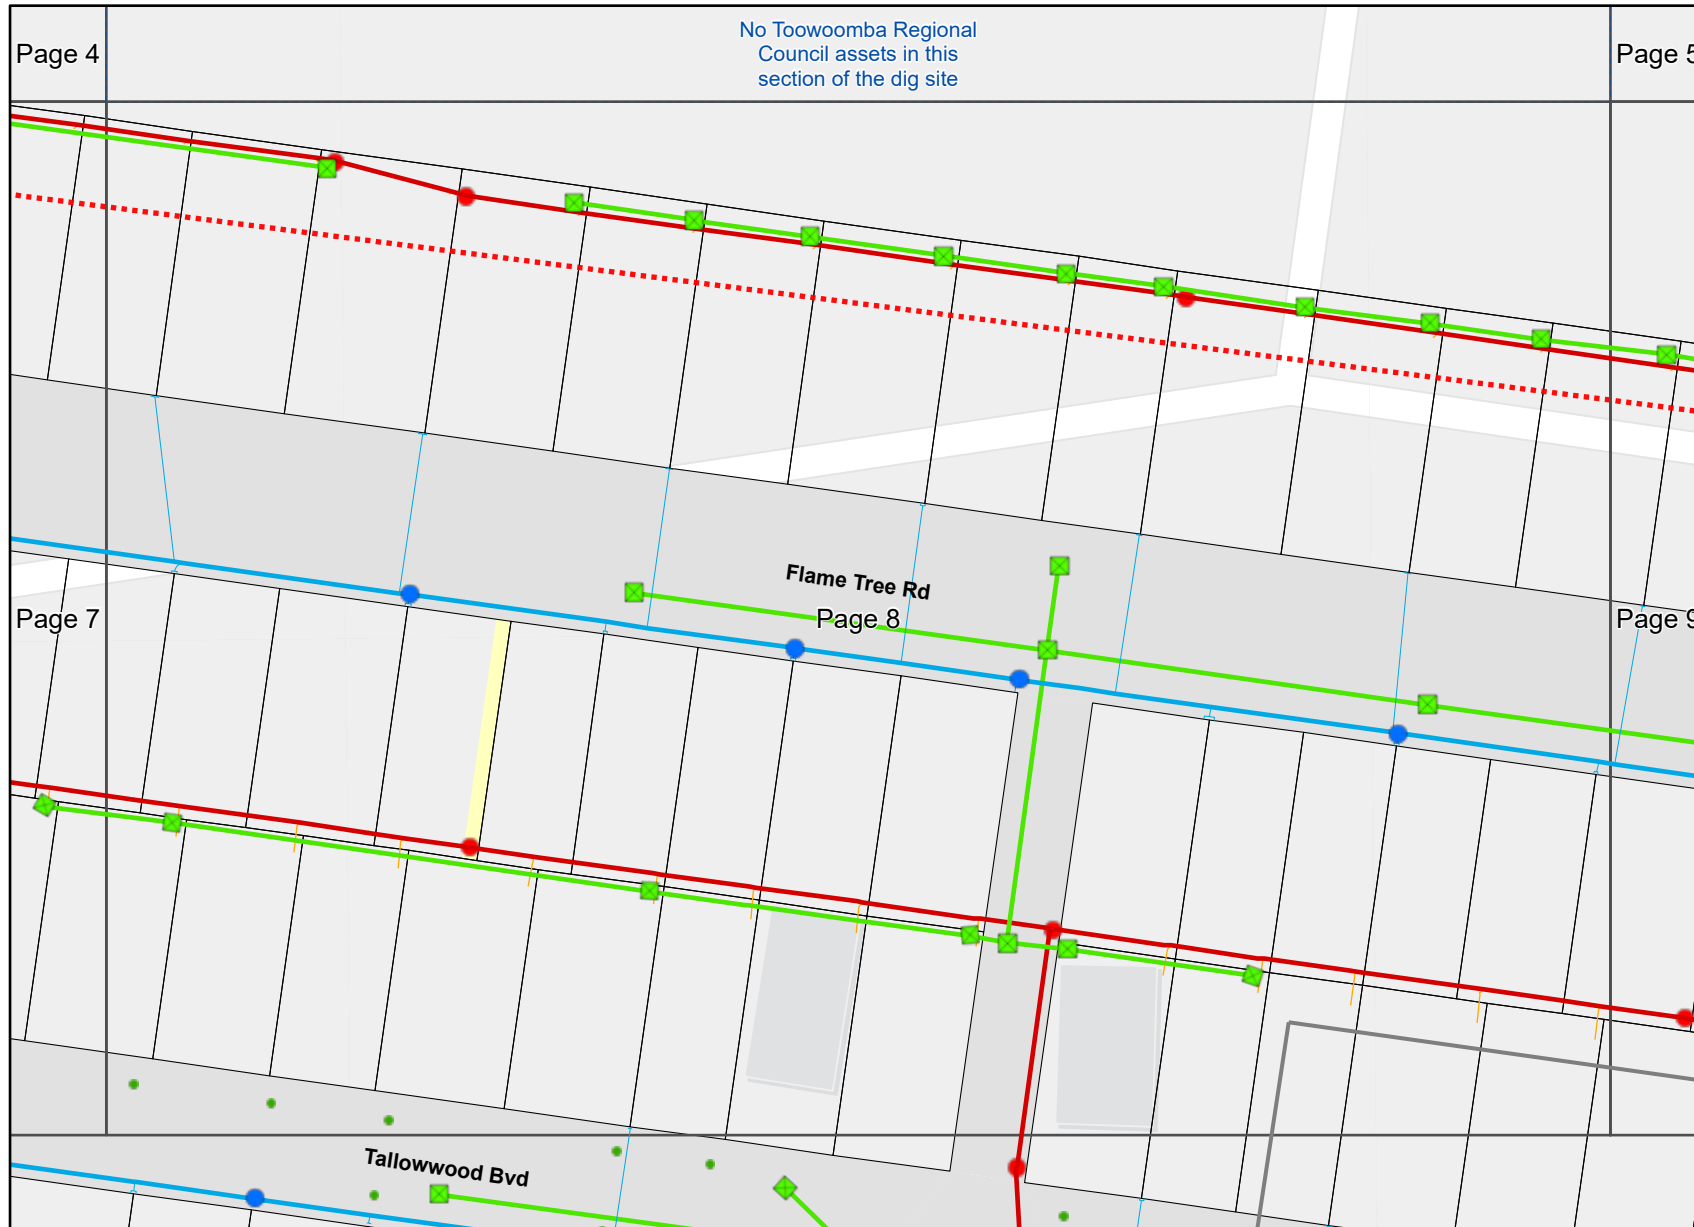 No Toowoomba Regional
Council assets in this
section of the dig site
Page 4
Page 5
Flame Tree Rd
Page 7
Page 8
Page 9
Tallowwood Bvd